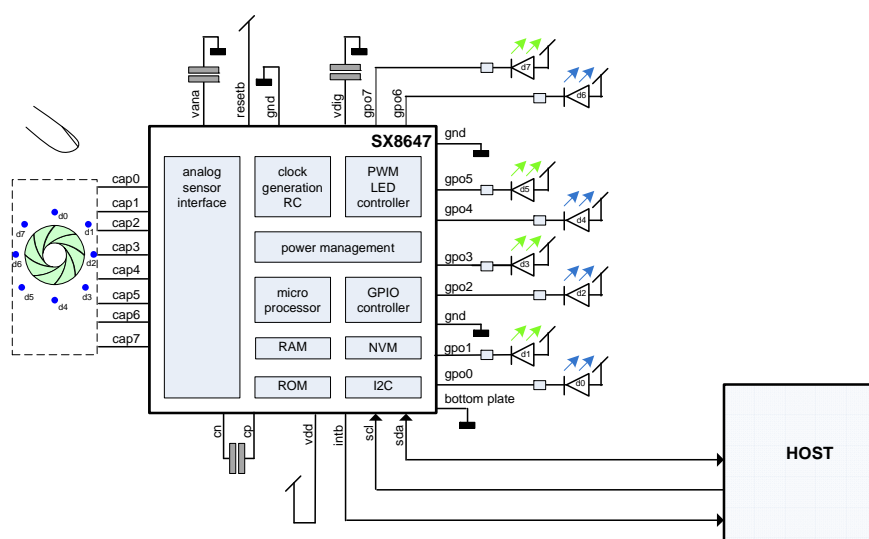 vana
resetb
gnd
vdig
gpo7
gpo6
d7
d6
SX8647
gnd
analog
sensor
interface
clock
generation
RC
PWM
LED
controller
power management
micro
processor
GPIO
controller
RAM
NVM
ROM
I2C
cap0
cap1
cap2
cap3
cap4
cap5
cap6
cap7
d0
d1
d2
d3
d4
d5
d6
d7
gpo5
d5
gpo4
d4
gpo3
d3
gpo2
d2
gnd
gpo1
d1
gpo0
d0
bottom plate
cn
cp
vdd
intb
scl
sda
HOST